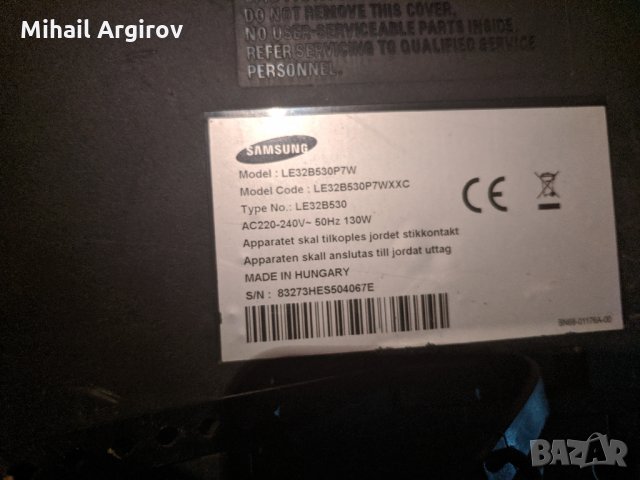 Mihail Argirov
DO NOT REMOVE THIS COVER.
NO USER-SERVICEABLE PARTS INSIDE.
REFER SERVICING TO QUALIFIED SERVICE
PERSONNEL.
SAMSUNG
Model : LE32B530P7W
Model Code : LE32B530P7WXXC
Type No.: LE32B530
AC220-240V~ 50Hz 130W
Apparatet skal tilkoples jordet stikkontakt
Apparaten skall anslutas till jordat uttag
MADE IN HUNGARY
S/N : 83273HES504067E
CE
BN68-01176A-00
BAZAR